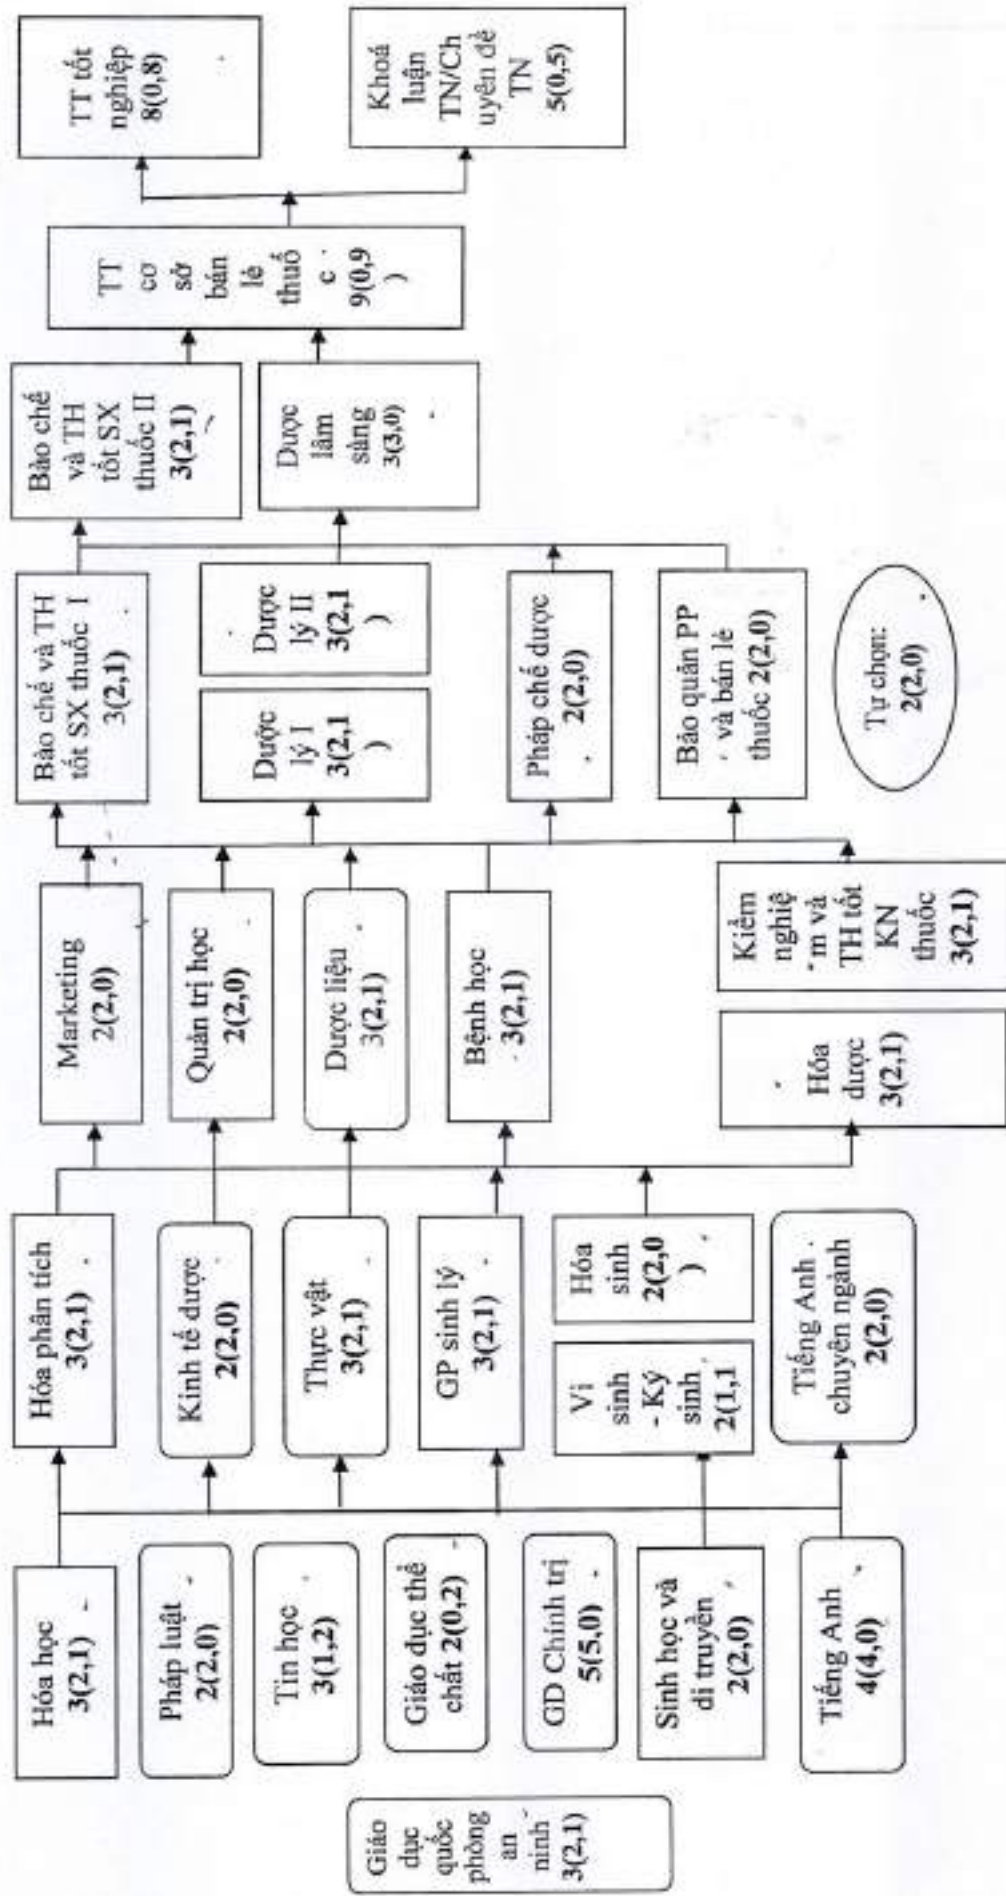 Giáo
dục
quốc
phòng
an
ninh
3(2,1)
Hóa học
3(2,1)
Pháp luật
2(2,0)
Tin học
3(1,2)
Giáo dục thể
chất 2(0,2)
GD Chính trị
5(5,0)
Sinh học và
di truyền
2(2,0)
Tiếng Anh
4(4,0)
Hóa phân tích
3(2,1)
Kinh tế dược
2(2,0)
Thực vật
3(2,1)
GP sinh lý
3(2,1)
Vi
sinh
- Ký
sinh
2(1,1
Hóa
sinh
2(2,0
)
Tiếng Anh
chuyên ngành
2(2,0)
Marketing
2(2,0)
Quản trị học
2(2,0)
Dược liệu
3(2,1)
Bệnh học
3(2,1)
Hóa
dược
3(2,1)
Kiểm
nghiệ
m và
TH tốt
KN
thuốc
3(2,1)
Bào chế và TH
tốt SX thuốc I
3(2,1)
Dược
lý I
3(2,1
)
Dược
lý II
3(2,1
)
Pháp chế dược
2(2,0)
Bảo quản PP
và bán lẻ
thuốc 2(2,0)
Tự chọn:
2(2,0)
Bào chế
và TH
tốt SX
thuốc II
3(2,1)
Dược
lâm
sàng
3(3,0)
TT
cơ
sở
bán
lẻ
thuố
c
9(0,9
)
TT tốt
nghiệp
8(0,8)
Khoá
luận
TN/Ch
uyên đề
TN
5(0,5)